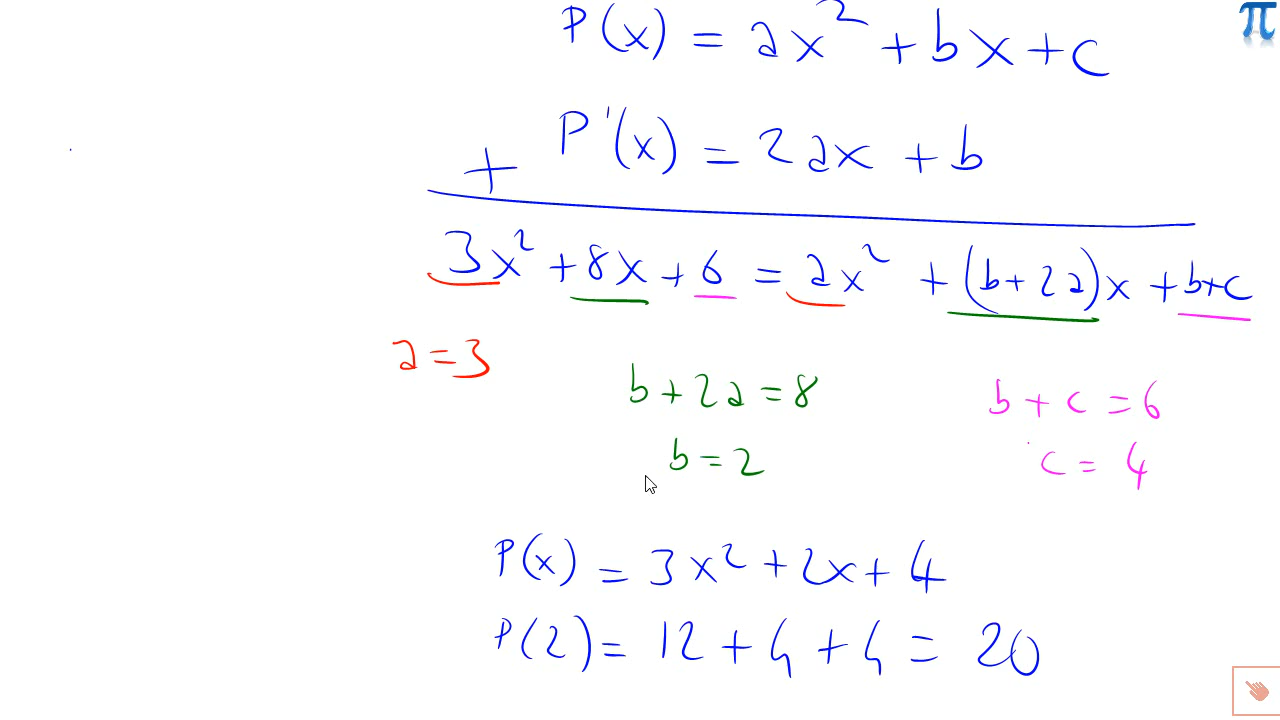 P(x) = ax² + bx + c
+ P'(x) = 2ax + b
3x² + 8x + 6 = ax² + (b+2a)x + b+c
a = 3
b + 2a = 8
b + c = 6
b = 2
c = 4
P(x) = 3x² + 2x + 4
P(2) = 12 + 4 + 4 = 20
π